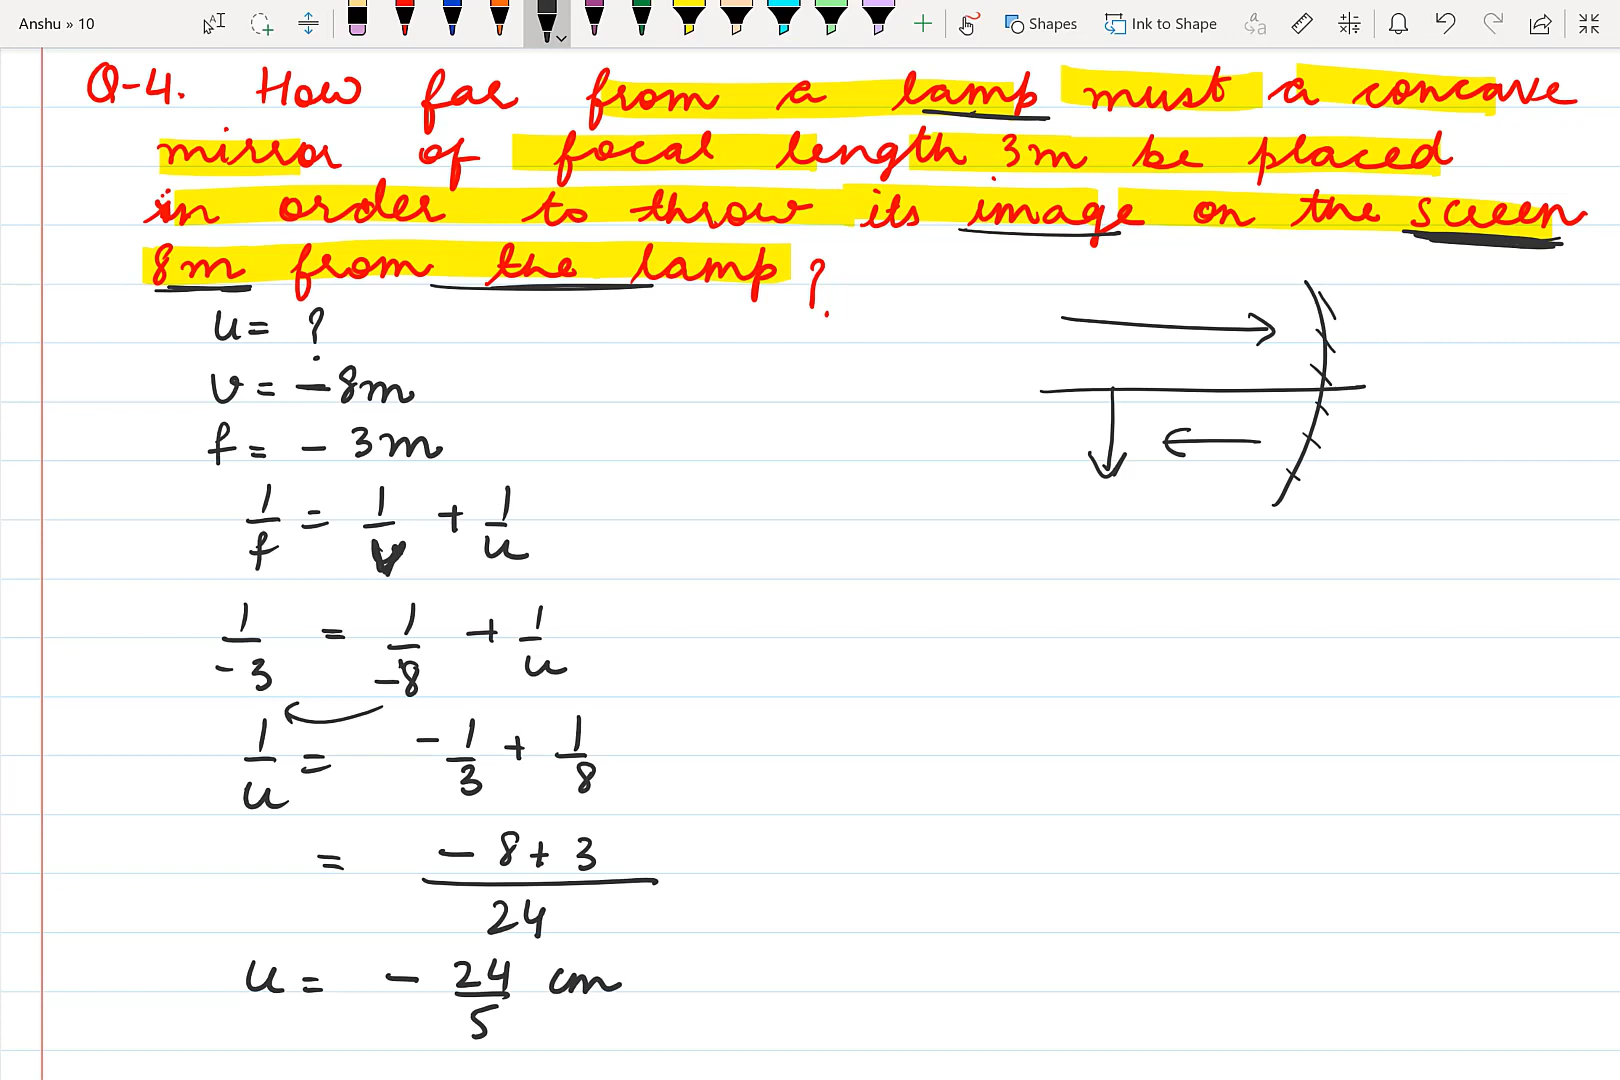 Anshu » 10
Shapes
Ink to Shape
Q-4. How far from a lamp must a concave
mirror of focal length 3m be placed
in order to throw its image on the screen
8m from the lamp ?
u = ?
v = -8m
f = - 3m
1/f = 1/v + 1/u
1/-3 = 1/-8 + 1/u
1/u = -1/3 + 1/8
= - 8 + 3 / 24
u = - 24/5 cm